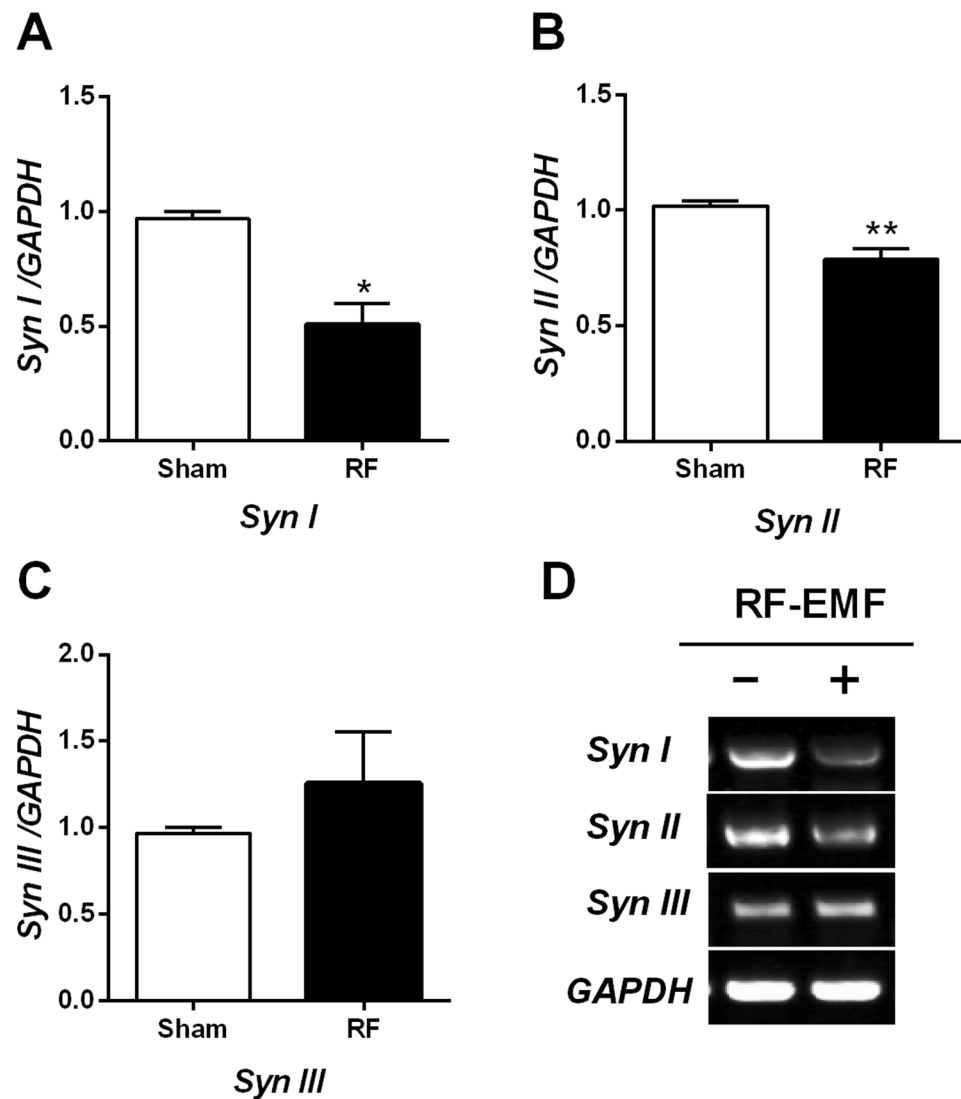 A
Syn I /GAPDH
1.5
1.0
0.5
0.0
*
Sham RF
Syn I
B
Syn II /GAPDH
1.5
1.0
0.5
0.0
**
Sham RF
Syn II
C
Syn III /GAPDH
2.0
1.5
1.0
0.5
0.0
Sham RF
Syn III
D
RF-EMF
− +
Syn I
Syn II
Syn III
GAPDH